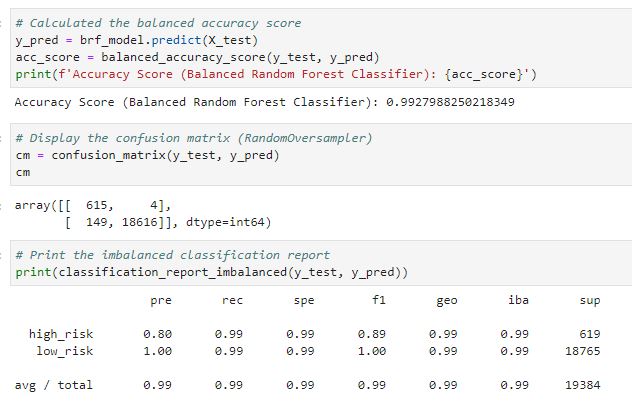 # Calculated the balanced accuracy score
y_pred = brf_model.predict(X_test)
acc_score = balanced_accuracy_score(y_test, y_pred)
print(f'Accuracy Score (Balanced Random Forest Classifier): {acc_score}')
Accuracy Score (Balanced Random Forest Classifier): 0.9927988250218349
# Display the confusion matrix (RandomOversampler)
cm = confusion_matrix(y_test, y_pred)
cm
array([[  615,     4],
       [  149, 18616]], dtype=int64)
# Print the imbalanced classification report
print(classification_report_imbalanced(y_test, y_pred))
pre rec spe f1 geo iba sup
high_risk 0.80 0.99 0.99 0.89 0.99 0.99 619
low_risk 1.00 0.99 0.99 1.00 0.99 0.99 18765
avg / total 0.99 0.99 0.99 0.99 0.99 0.99 19384